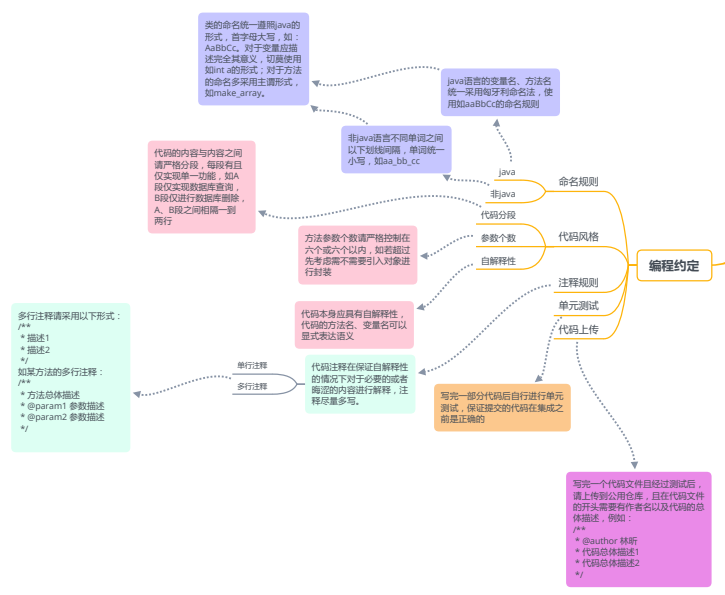 类的命名统一遵照java的
形式，首字母大写，如：
AaBbCc。对于变量应描
述完全其意义，切莫使用
如int a的形式；对于方法
的命名多采用主谓形式，
如make_array。
java语言的变量名、方法名
统一采用匈牙利命名法，使
用如aaBbCc的命名规则
非java语言不同单词之间
以下划线间隔，单词统一
小写，如aa_bb_cc
代码的内容与内容之间
请严格分段，每段有且
仅实现单一功能，如A
段仅实现数据库查询，
B段仅进行数据库删除，
A、B段之间相隔一到
两行
java
非java
命名规则
代码分段
参数个数
自解释性
代码风格
方法参数个数请严格控制在
六个或六个以内，如若超过
先考虑需不需要引入对象进
行封装
编程约定
注释规则
单元测试
代码上传
代码本身应具有自解释性，
代码的方法名、变量名可以
显式表达语义
多行注释请采用以下形式：
/**
* 描述1
* 描述2
*/
如某方法的多行注释：
/**
* 方法总体描述
* @param1 参数描述
* @param2 参数描述
*/
单行注释
多行注释
代码注释在保证自解释性
的情况下对于必要的或者
晦涩的内容进行解释，注
释尽量多写。
写完一部分代码后自行进行单元
测试，保证提交的代码在集成之
前是正确的
写完一个代码文件且经过测试后，
请上传到公用仓库，且在代码文件
的开头需要有作者名以及代码的总
体描述，例如：
/**
* @author 林昕
* 代码总体描述1
* 代码总体描述2
*/